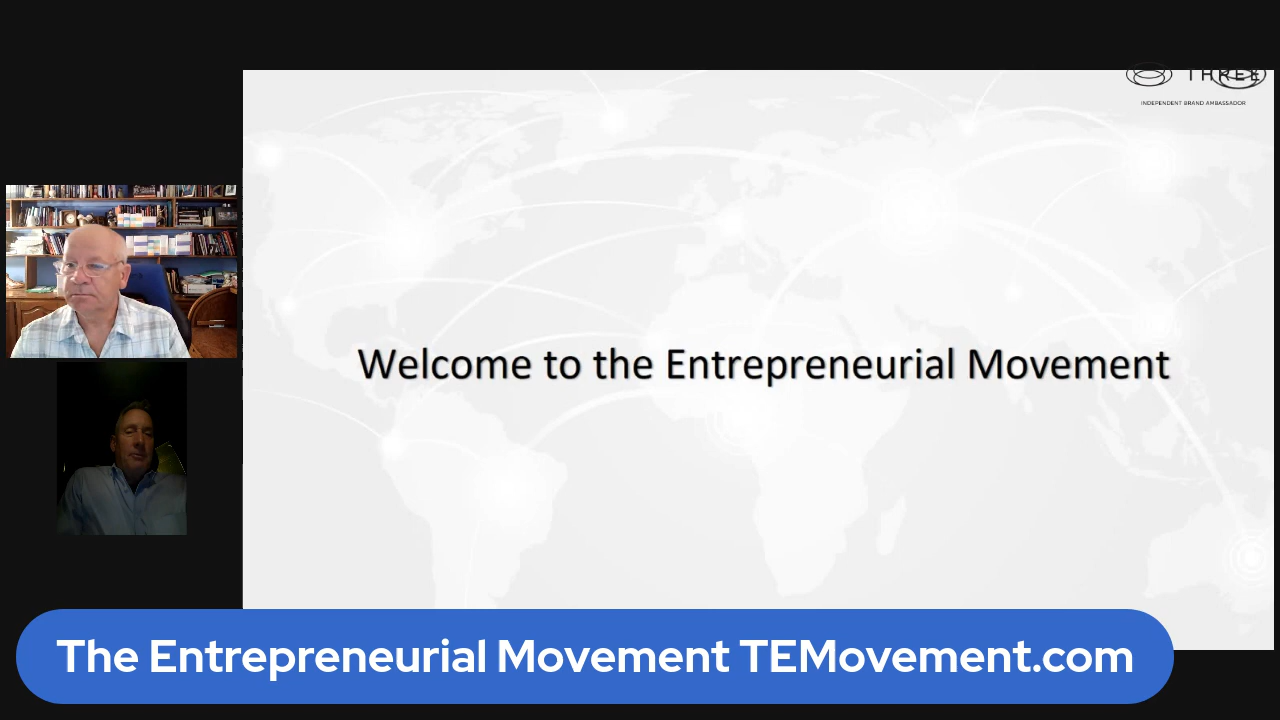 THREE
INDEPENDENT BRAND AMBASSADOR
Welcome to the Entrepreneurial Movement
The Entrepreneurial Movement TEMovement.com